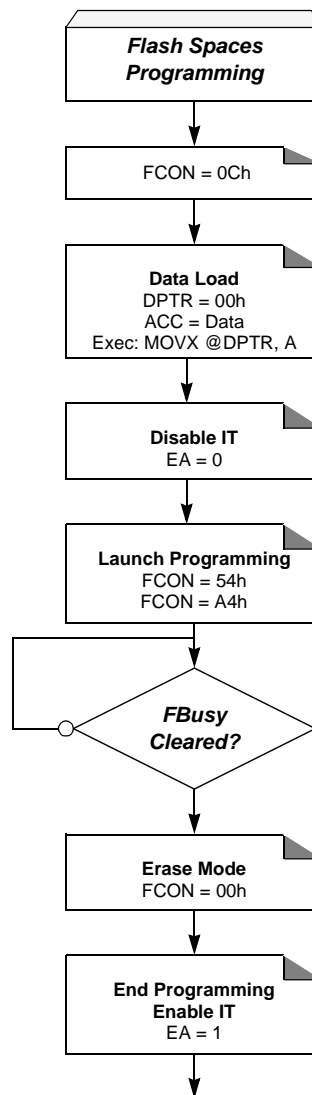 Flash Spaces
Programming
FCON = 0Ch
Data Load
DPTR = 00h
ACC = Data
Exec: MOVX @DPTR, A
Disable IT
EA = 0
Launch Programming
FCON = 54h
FCON = A4h
FBusy
Cleared?
Erase Mode
FCON = 00h
End Programming
Enable IT
EA = 1